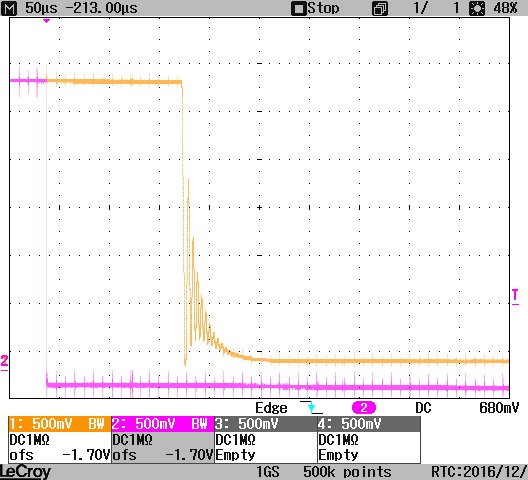 M 50µs -213.00µs Stop 1/ 1 48%
T
2
Edge 2 DC 680mV
1: 500mV BW 2: 500mV BW 3: 500mV 4: 500mV
DC1MΩ DC1MΩ DC1MΩ DC1MΩ
ofs -1.70V ofs -1.70V Empty Empty
LeCroy 1GS 500k points RTC:2016/12/